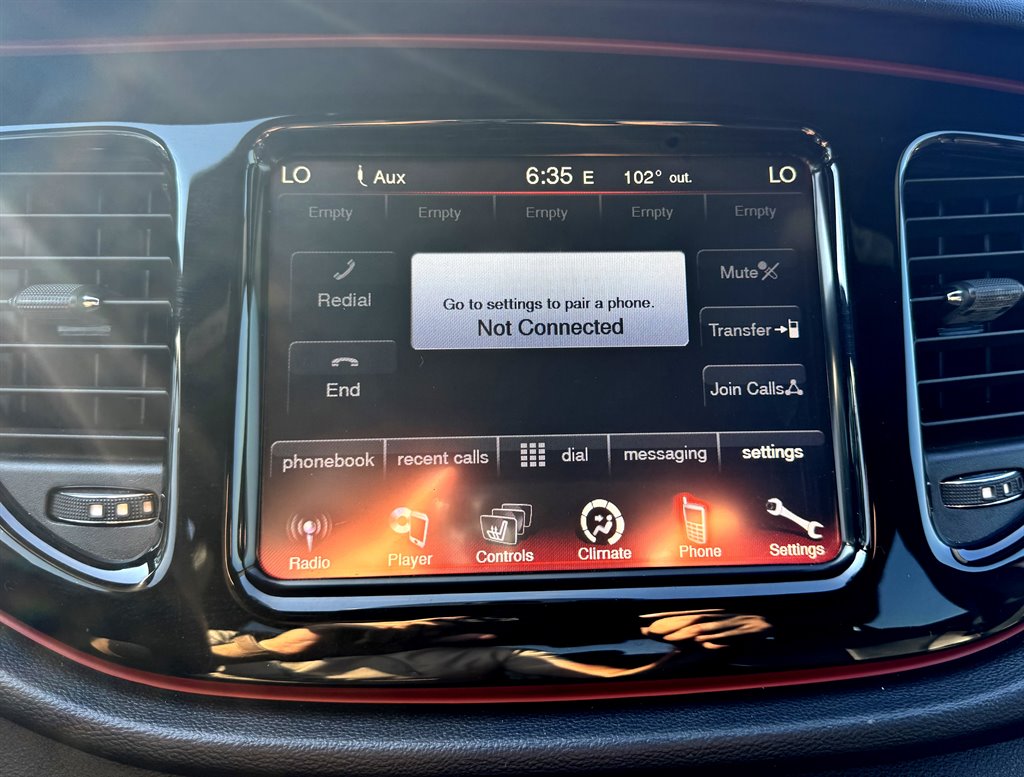 LO Aux 6:35 E 102° out. LO
Empty Empty Empty Empty Empty
Redial
End
Go to settings to pair a phone.
Not Connected
Mute
Transfer
Join Calls
phonebook recent calls dial messaging settings
Radio Player Controls Climate Phone Settings